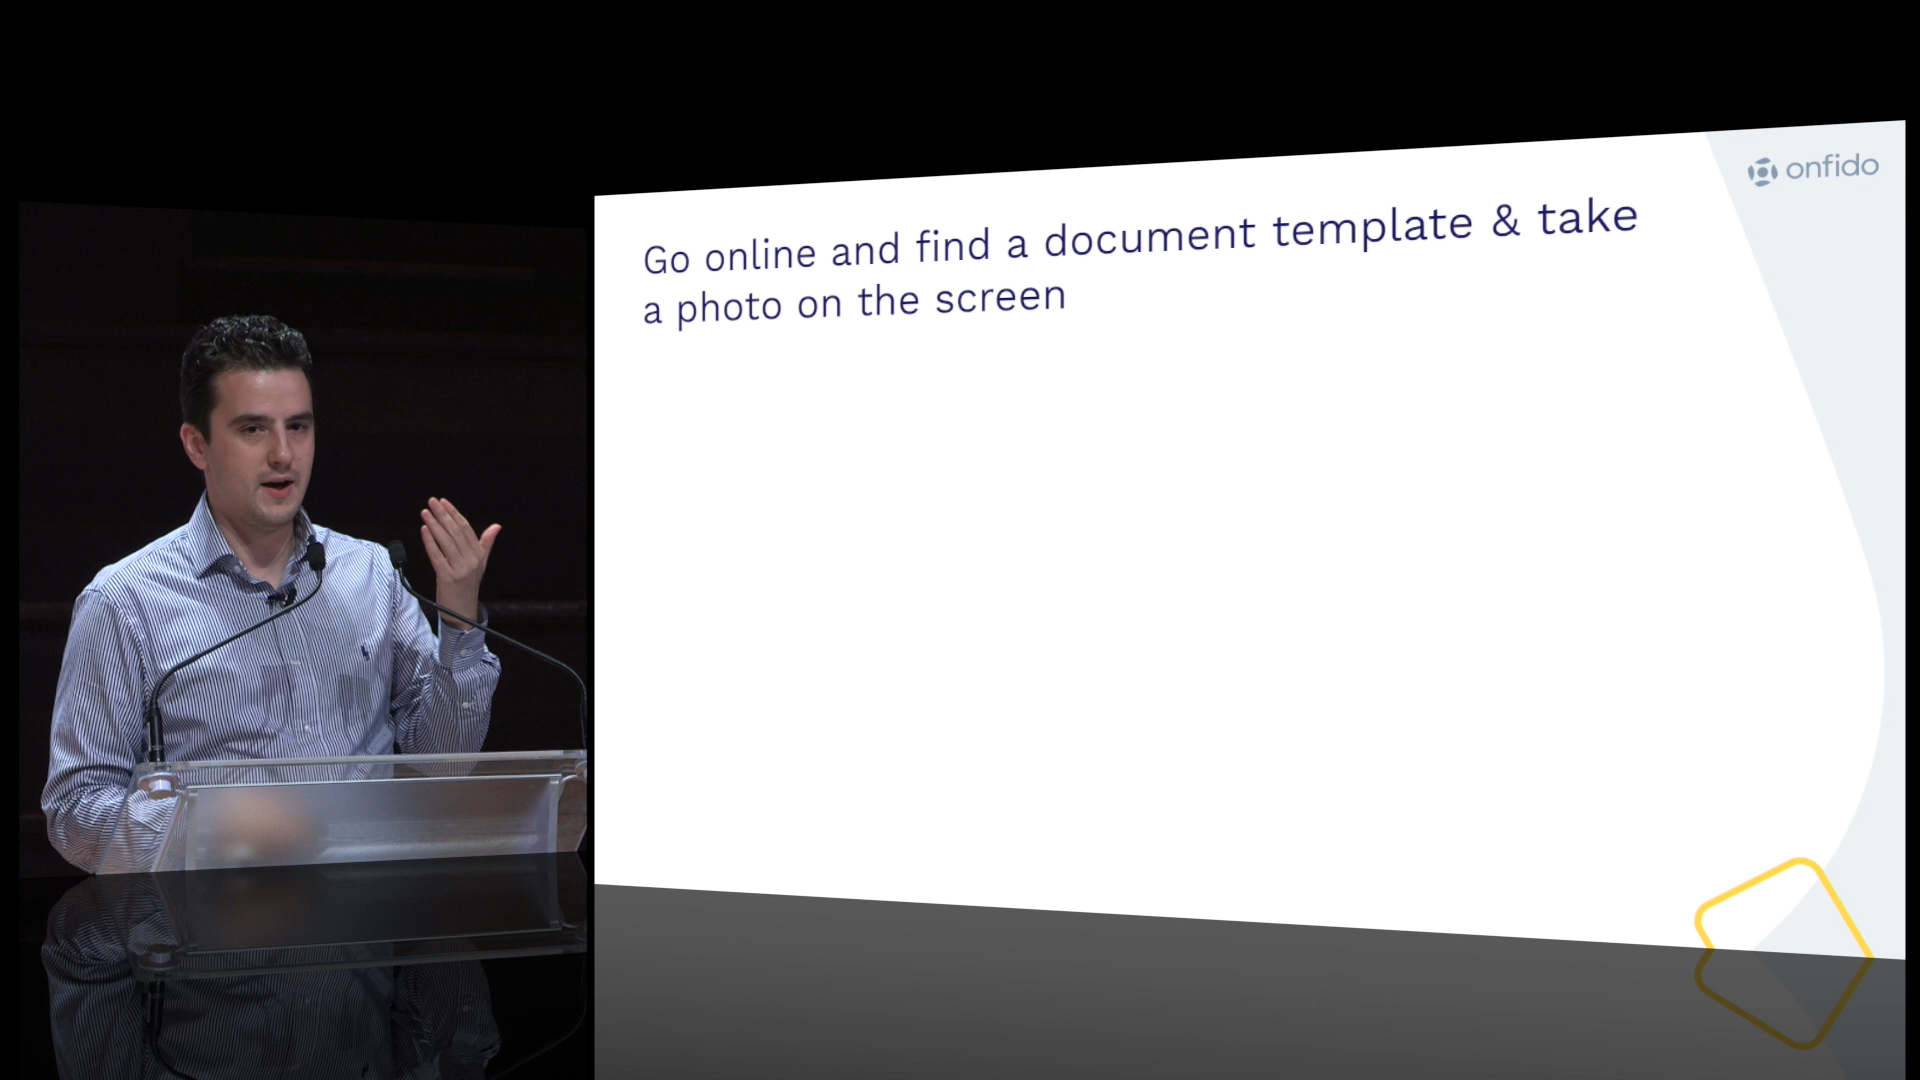 onfido
Go online and find a document template & take
a photo on the screen